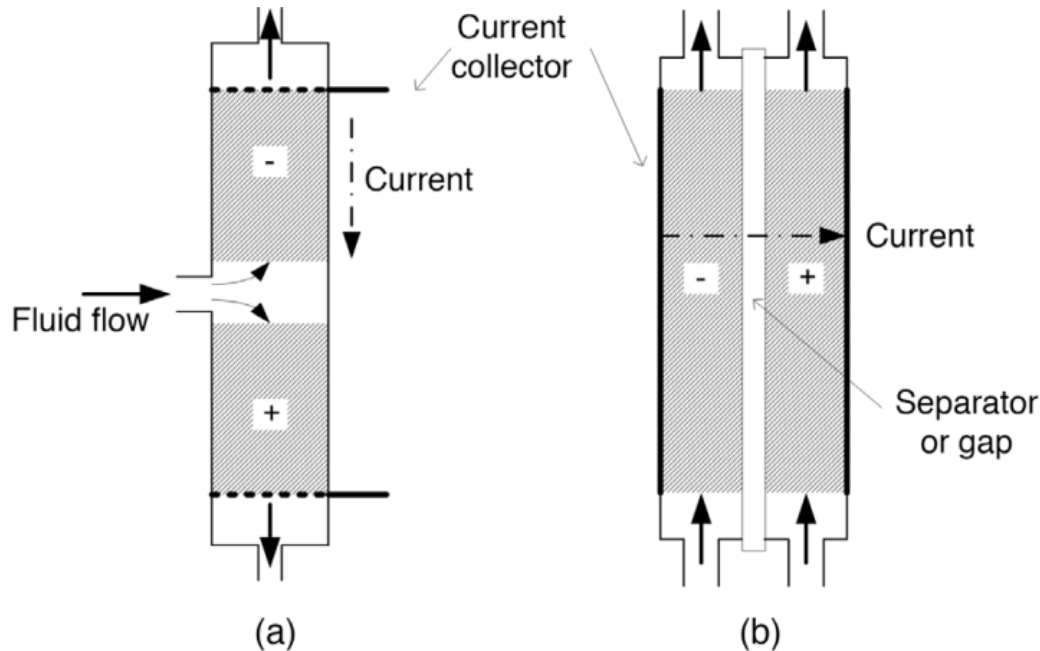 Current
collector
-
Current
Fluid flow
+
Current
-
+
Separator
or gap
(a)
(b)